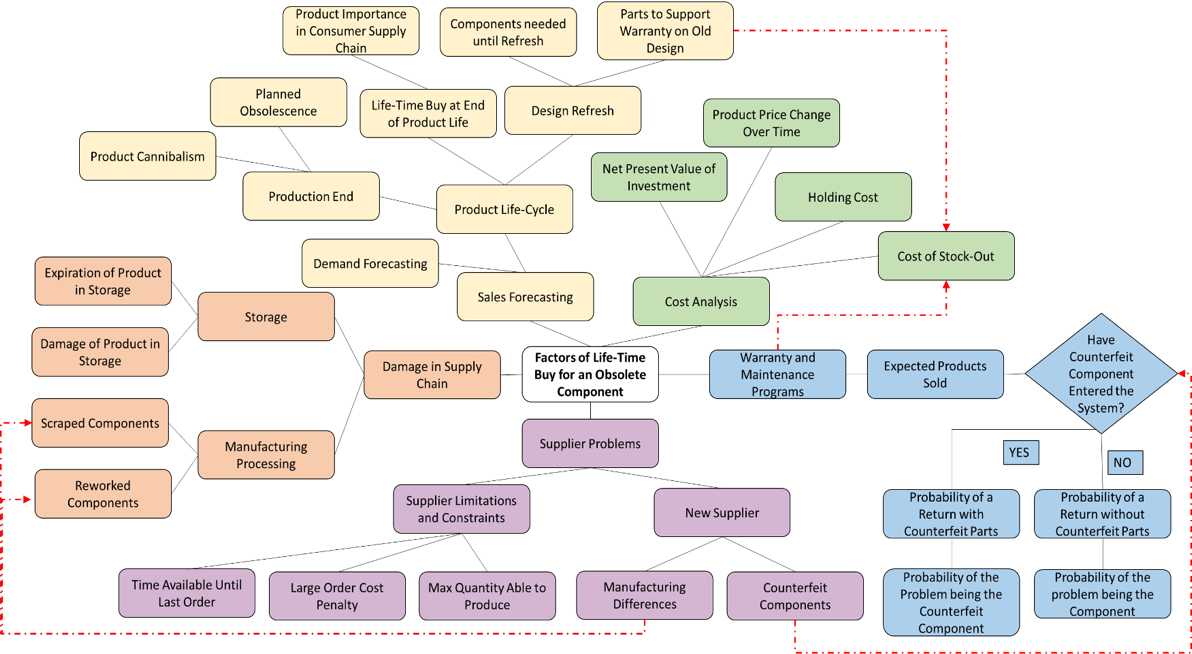 Product Importance
in Consumer Supply
Chain
Components needed
until Refresh
Parts to Support
Warranty on Old
Design
Planned
Obsolescence
Life-Time Buy at End
of Product Life
Design Refresh
Product Price Change
Over Time
Product Cannibalism
Production End
Product Life-Cycle
Net Present Value of
Investment
Holding Cost
Demand Forecasting
Sales Forecasting
Cost Analysis
Cost of Stock-Out
Expiration of Product
in Storage
Storage
Damage of Product in
Storage
Damage in Supply
Chain
Factors of Life-Time
Buy for an Obsolete
Component
Warranty and
Maintenance
Programs
Expected Products
Sold
Have
Counterfeit
Component
Entered the
System?
Scraped Components
Manufacturing
Processing
Reworked
Components
Supplier Problems
YES
NO
Supplier Limitations
and Constraints
New Supplier
Probability of a
Return with
Counterfeit Parts
Probability of a
Return without
Counterfeit Parts
Time Available Until
Last Order
Large Order Cost
Penalty
Max Quantity Able to
Produce
Manufacturing
Differences
Counterfeit
Components
Probability of the
Problem being the
Counterfeit
Component
Probability of the
problem being the
Component